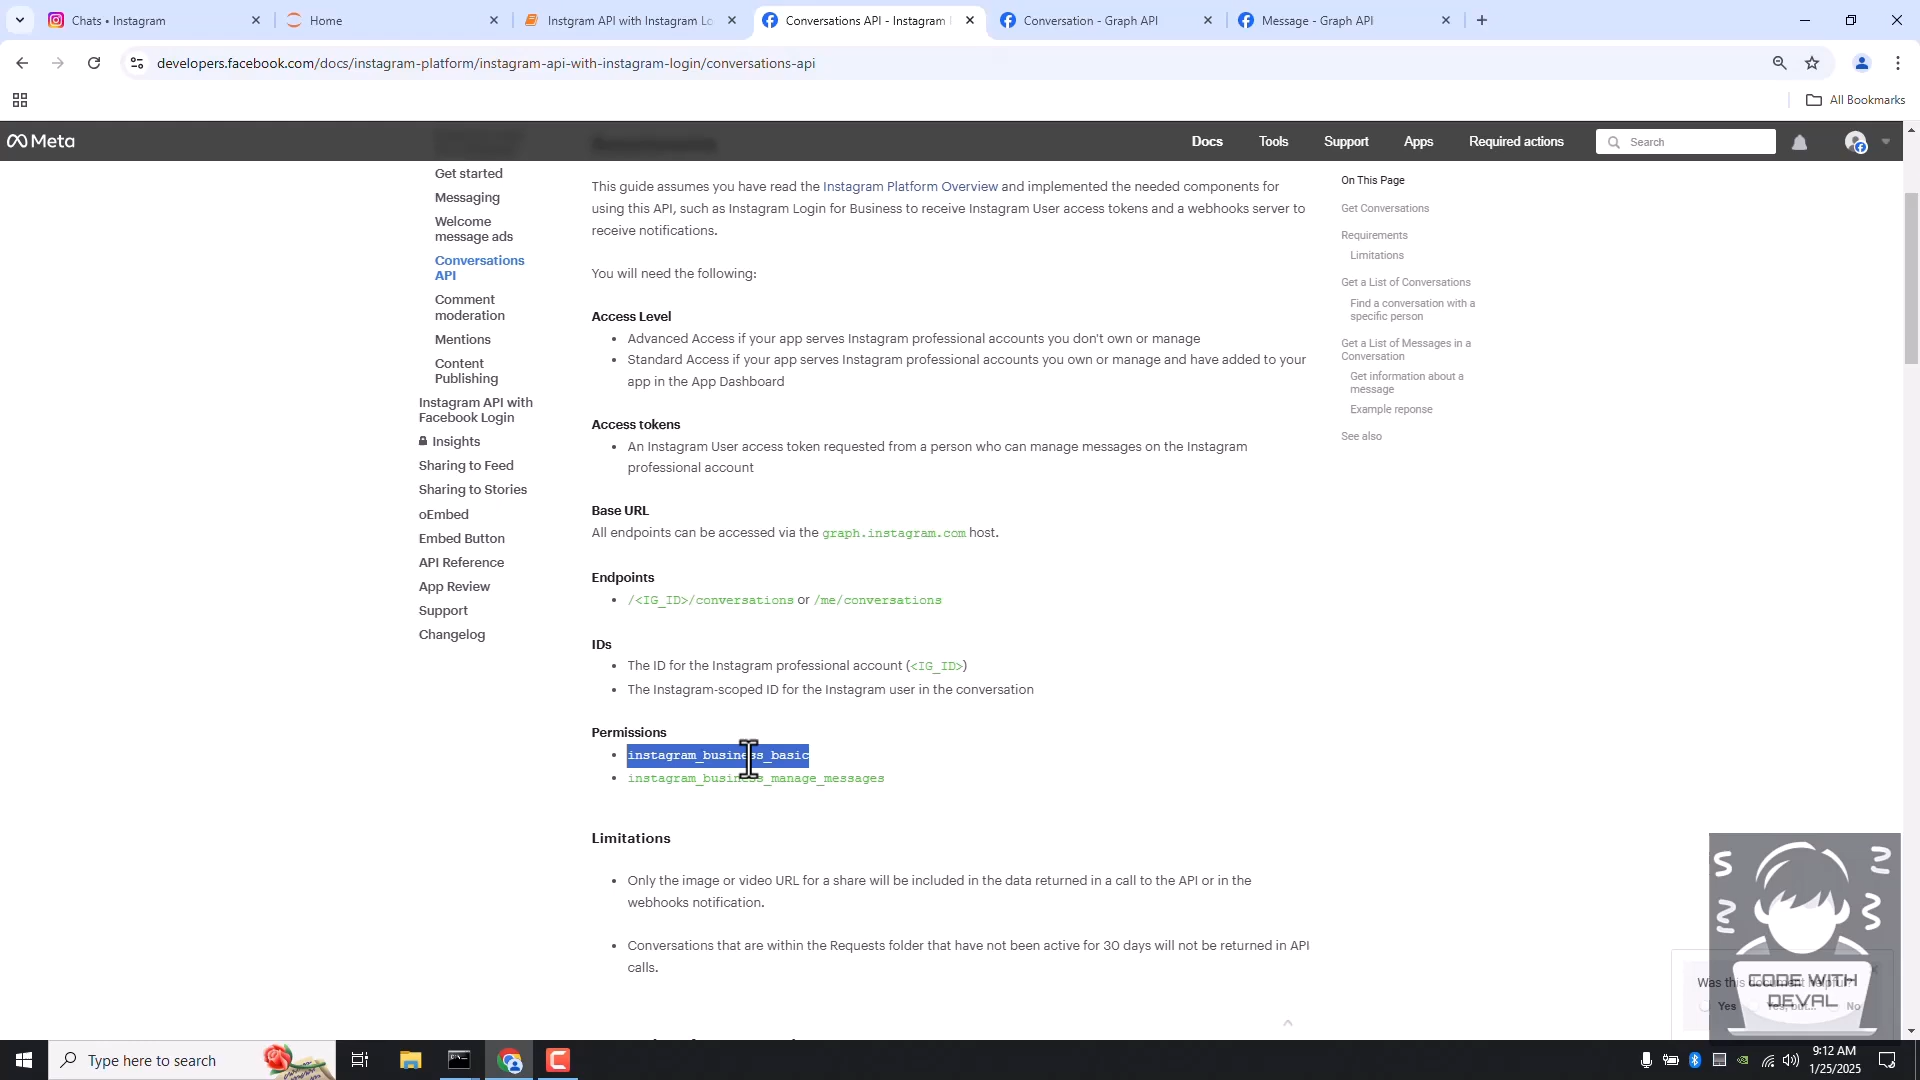 Chats • Instagram
Home
Instgram API with Instagram Lo
Conversations API - Instagram
Conversation - Graph API
Message - Graph API
developers.facebook.com/docs/instagram-platform/instagram-api-with-instagram-login/conversations-api
All Bookmarks
Meta
Docs
Tools
Support
Apps
Required actions
Search
Get started
Messaging
Welcome
message ads
Conversations
API
Comment
moderation
Mentions
Content
Publishing
Instagram API with
Facebook Login
Insights
Sharing to Feed
Sharing to Stories
oEmbed
Embed Button
API Reference
App Review
Support
Changelog
This guide assumes you have read the Instagram Platform Overview and implemented the needed components for
using this API, such as Instagram Login for Business to receive Instagram User access tokens and a webhooks server to
receive notifications.
You will need the following:
Access Level
• Advanced Access if your app serves Instagram professional accounts you don't own or manage
• Standard Access if your app serves Instagram professional accounts you own or manage and have added to your
app in the App Dashboard
Access tokens
• An Instagram User access token requested from a person who can manage messages on the Instagram
professional account
Base URL
All endpoints can be accessed via the graph.instagram.com host.
Endpoints
• /<IG_ID>/conversations or /me/conversations
IDs
• The ID for the Instagram professional account (<IG_ID>)
• The Instagram-scoped ID for the Instagram user in the conversation
Permissions
• instagram_business_basic
• instagram_business_manage_messages
Limitations
• Only the image or video URL for a share will be included in the data returned in a call to the API or in the
webhooks notification.
• Conversations that are within the Requests folder that have not been active for 30 days will not be returned in API
calls.
On This Page
Get Conversations
Requirements
Limitations
Get a List of Conversations
Find a conversation with a
specific person
Get a List of Messages in a
Conversation
Get information about a
message
Example reponse
See also
Was this document helpful?
Yes
Yes, but...
No
CODE WITH
DEVAL
Type here to search
9:12 AM
1/25/2025